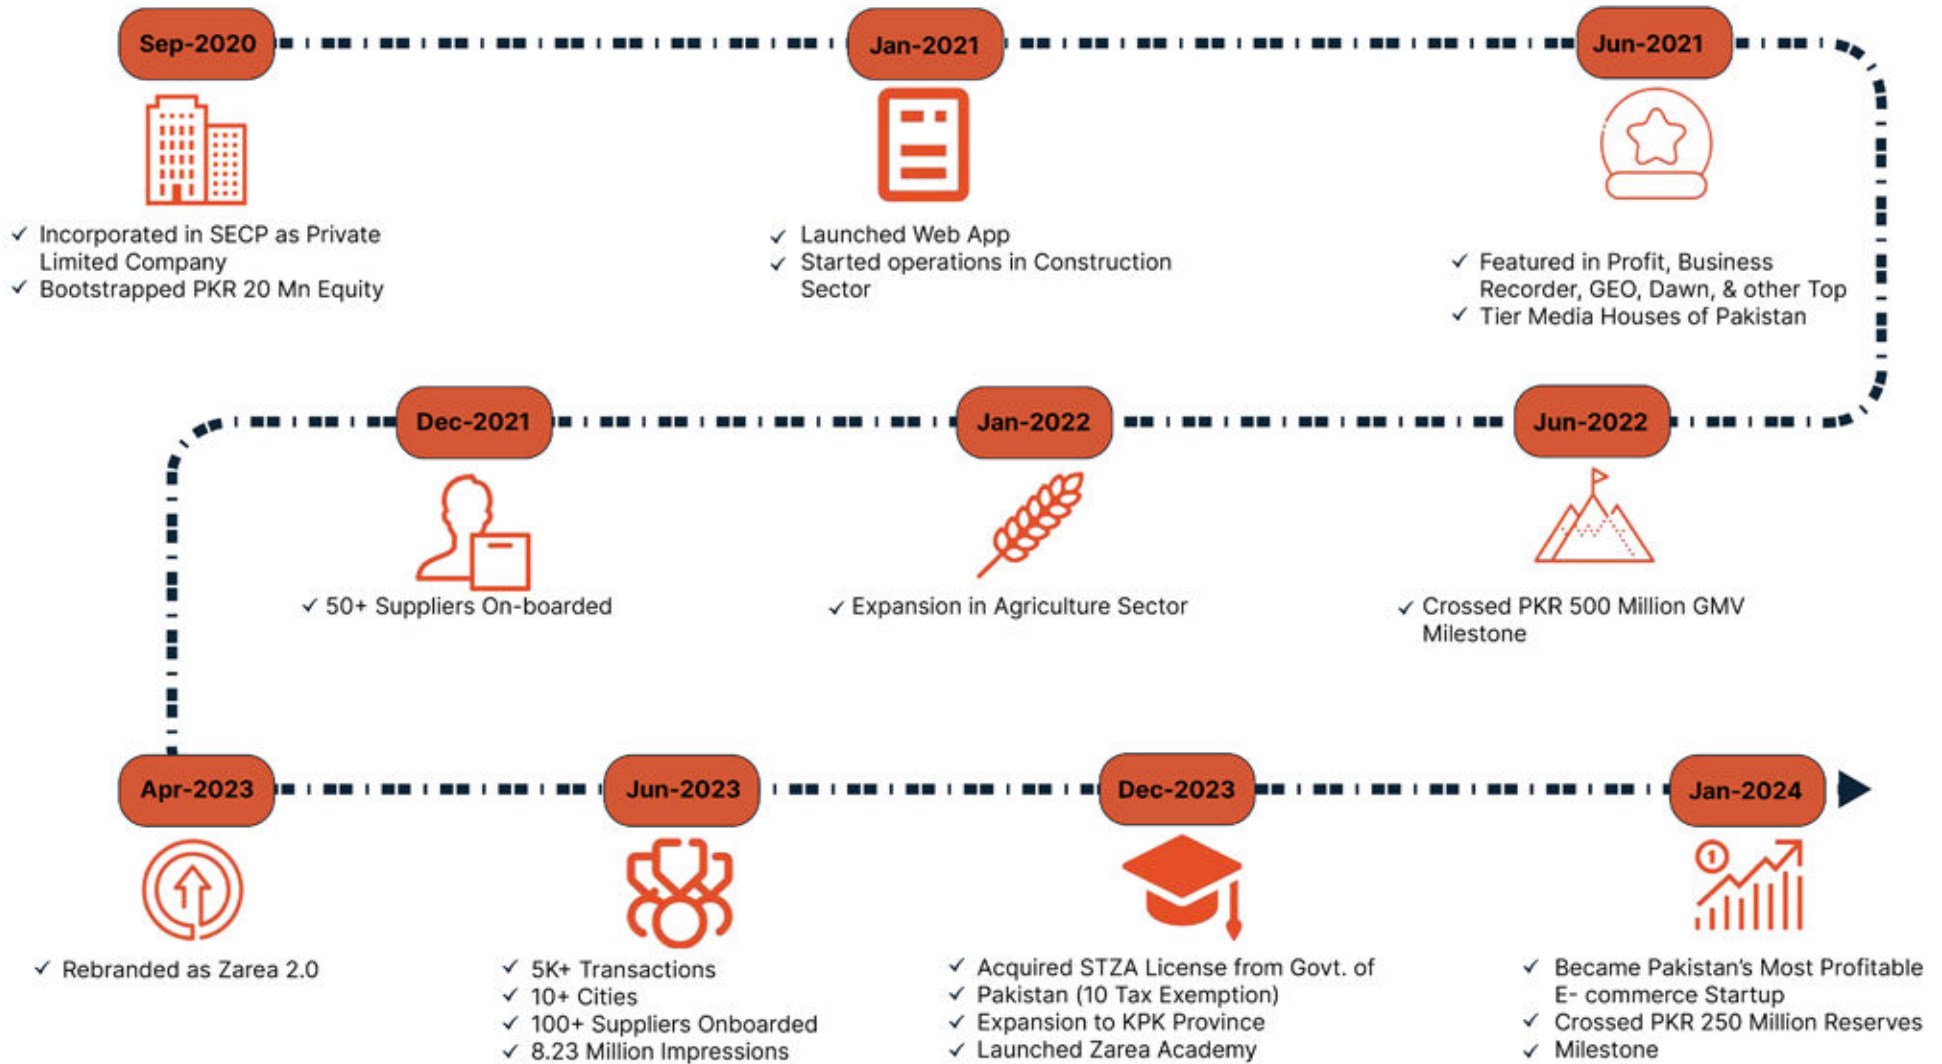 Sep-2020
Jan-2021
Jun-2021
✓ Incorporated in SECP as Private
Limited Company
✓ Bootstrapped PKR 20 Mn Equity
✓ Launched Web App
✓ Started operations in Construction
Sector
✓ Featured in Profit, Business
Recorder, GEO, Dawn, & other Top
✓ Tier Media Houses of Pakistan
Dec-2021
Jan-2022
Jun-2022
✓ 50+ Suppliers On-boarded
✓ Expansion in Agriculture Sector
✓ Crossed PKR 500 Million GMV
Milestone
Apr-2023
Jun-2023
Dec-2023
Jan-2024
1
✓ Rebranded as Zarea 2.0
✓ 5K+ Transactions
✓ 10+ Cities
✓ 100+ Suppliers Onboarded
✓ 8.23 Million Impressions
✓ Acquired STZA License from Govt. of
✓ Pakistan (10 Tax Exemption)
✓ Expansion to KPK Province
✓ Launched Zarea Academy
✓ Became Pakistan's Most Profitable
E- commerce Startup
✓ Crossed PKR 250 Million Reserves
✓ Milestone